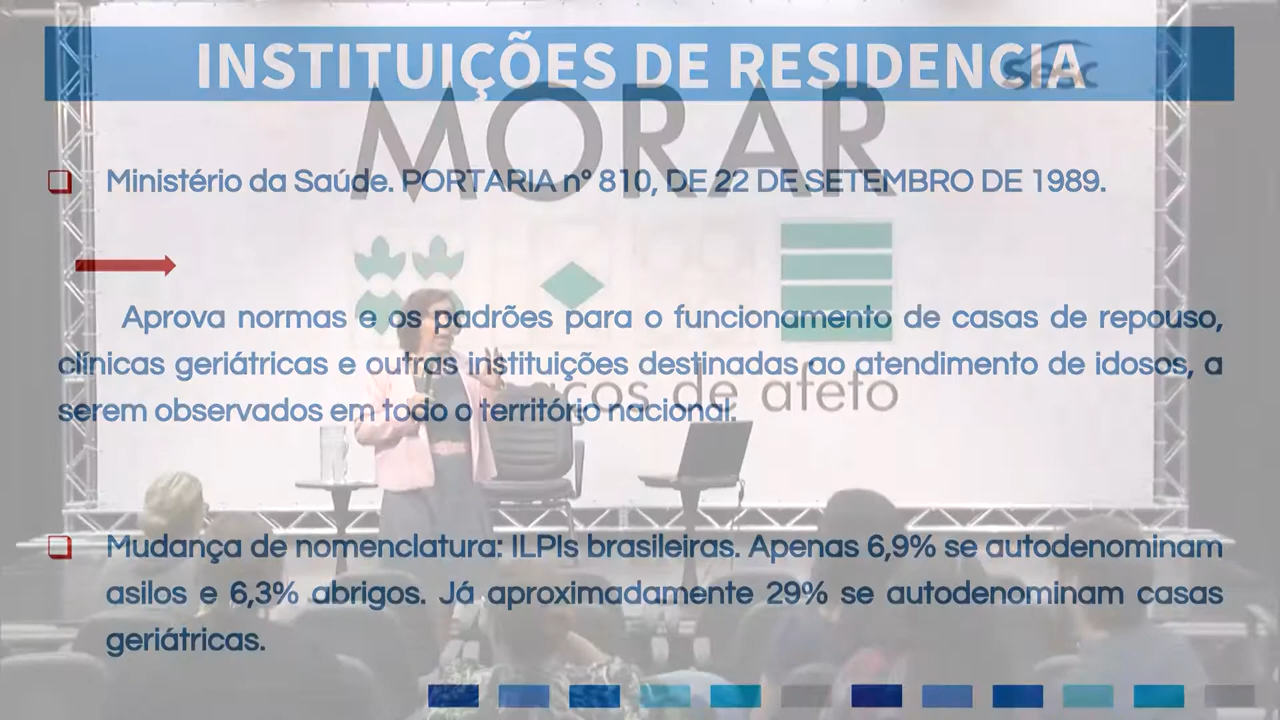 INSTITUIÇÕES DE RESIDENCIA
Sesc
MORAR
Ministério da Saúde. PORTARIA nº 810, DE 22 DE SETEMBRO DE 1989.
Aprova normas e os padrões para o funcionamento de casas de repouso,
clínicas geriátricas e outras instituições destinadas ao atendimento de idosos, a
serem observados em todo o território nacional.
de afeto
Mudança de nomenclatura: ILPIs brasileiras. Apenas 6,9% se autodenominam
asilos e 6,3% abrigos. Já aproximadamente 29% se autodenominam casas
geriátricas.